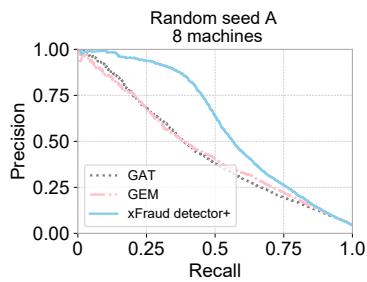 Random seed A
8 machines
Precision
1.00
0.75
0.50
0.25
0.00
GAT
GEM
xFraud detector+
0
0.25
0.5
0.75
1.0
Recall